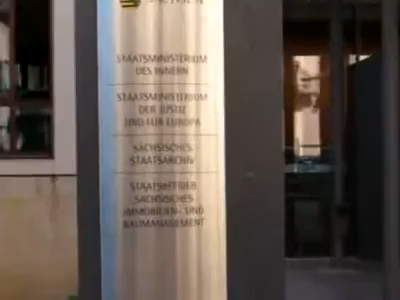 STAATSMINISTERIUM
DES INNERN
STAATSMINISTERIUM
DER JUSTIZ
UND FÜR EUROPA
SÄCHSISCHES
STAATSARCHIV
STAATSBETRIEB
SÄCHSISCHES
IMMOBILIEN- UND
BAUMANAGEMENT